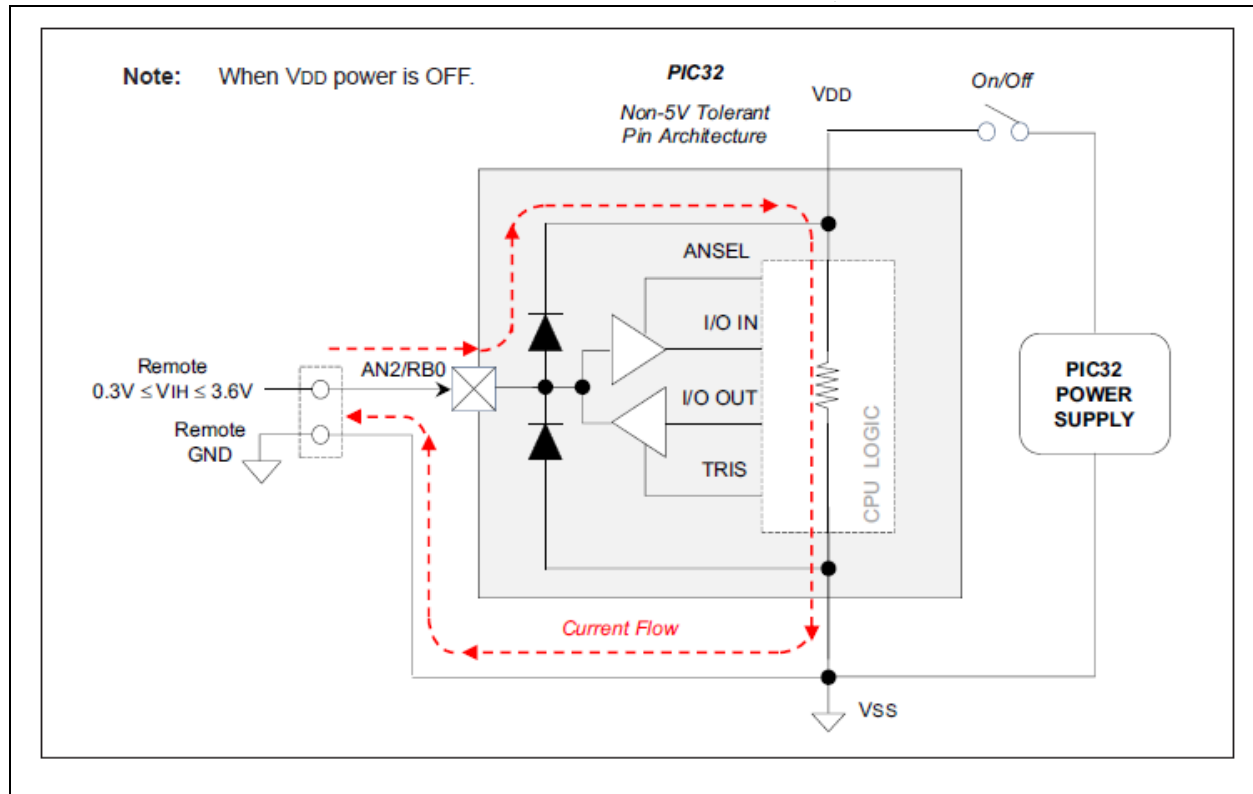 Note: When VDD power is OFF.
PIC32
Non-5V Tolerant
Pin Architecture
VDD
On/Off
ANSEL
I/O IN
Remote
0.3V ≤ VIH ≤ 3.6V
AN2/RB0
I/O OUT
Remote
GND
TRIS
CPU LOGIC
PIC32
POWER
SUPPLY
Current Flow
VSS